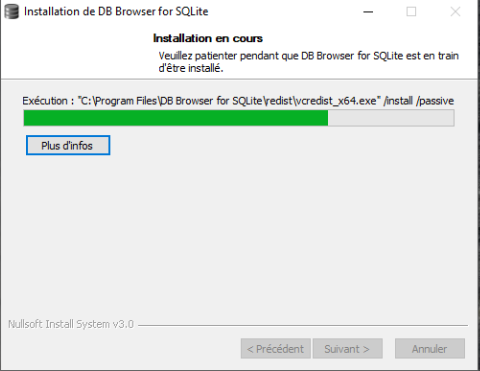 Installation de DB Browser for SQLite
Installation en cours
Veuillez patienter pendant que DB Browser for SQLite est en train
d'être installé.
Exécution : "C:\Program Files\DB Browser for SQLite\redist\vcredist_x64.exe" /install /passive
Plus d'infos
Nullsoft Install System v3.0
< Précédent Suivant > Annuler